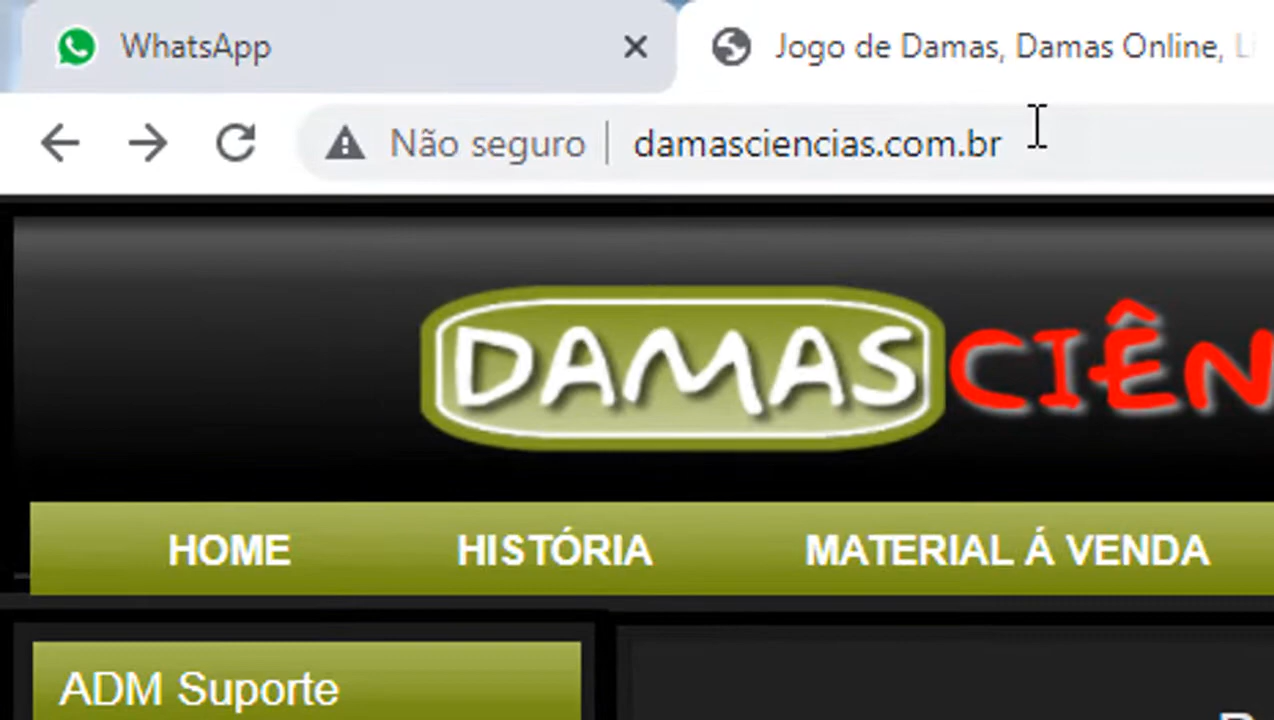 WhatsApp
Jogo de Damas, Damas Online,
Não seguro | damasciencias.com.br
DAMAS CIÊN
HOME HISTÓRIA MATERIAL Á VENDA
ADM Suporte